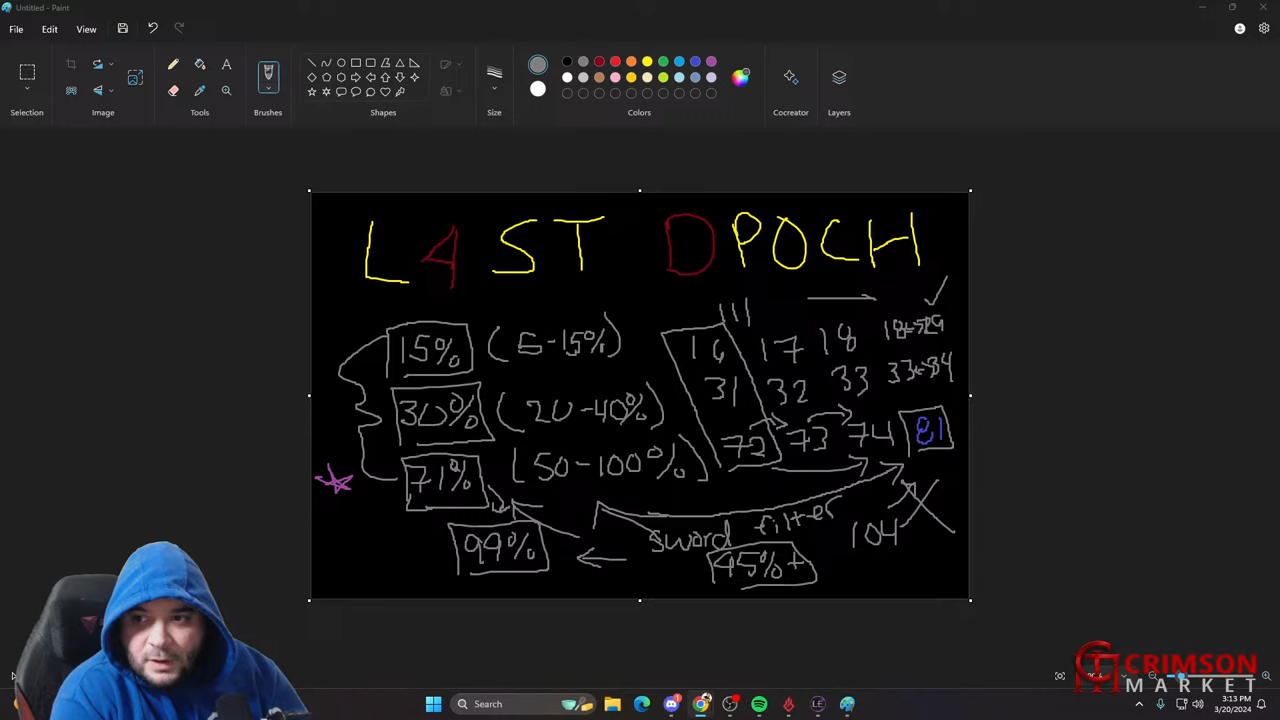 Untitled - Paint
File Edit View
Selection Image Tools Brushes Shapes Size Colors Cocreator Layers
L4ST DPOCH
15% (5-15%) 16 17 18
30% (20-40%) 31 32 33
71% (50-100%) 72 73 74 81
99% sword filter 104
45%+
CRIMSON
MARKET
Search
3:13 PM
3/20/2024